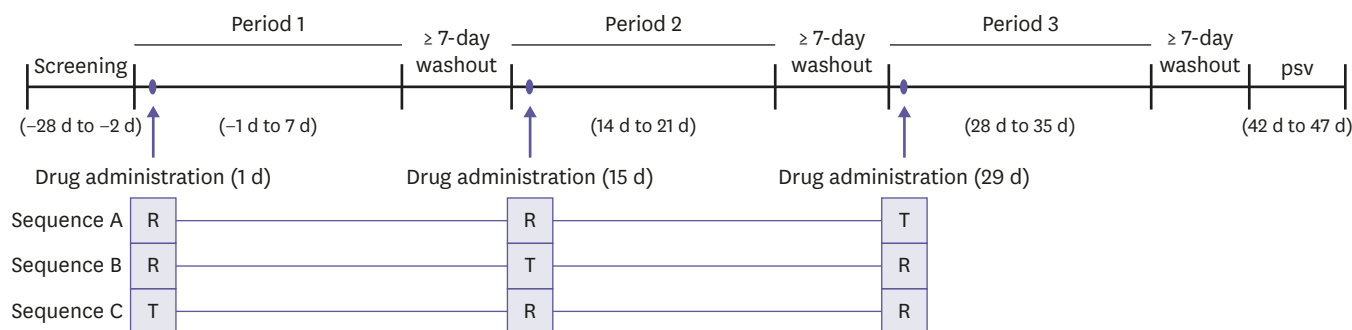 Period 1
≥ 7-day
washout
Period 2
≥ 7-day
washout
Period 3
≥ 7-day
washout
Screening
psv
(−28 d to −2 d)
(−1 d to 7 d)
(14 d to 21 d)
(28 d to 35 d)
(42 d to 47 d)
Drug administration (1 d)
Drug administration (15 d)
Drug administration (29 d)
Sequence A R R T
Sequence B R T R
Sequence C T R R